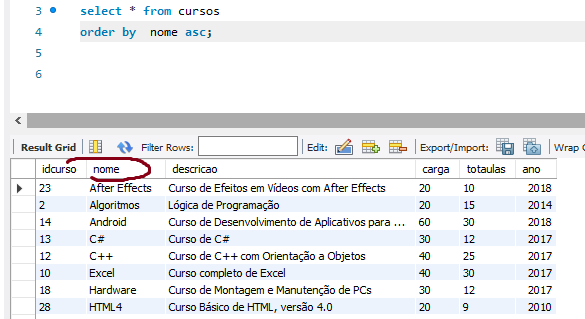 3 select * from cursos
4 order by nome asc;
5
6
Result Grid Filter Rows: Edit: Export/Import: Wrap C
idcurso nome descricao carga totaulas ano
23 After Effects Curso de Efeitos em Vídeos com After Effects 20 10 2018
2 Algoritmos Lógica de Programação 20 15 2014
14 Android Curso de Desenvolvimento de Aplicativos para ... 60 30 2018
13 C# Curso de C# 30 12 2017
12 C++ Curso de C++ com Orientação a Objetos 40 25 2017
10 Excel Curso completo de Excel 40 30 2017
18 Hardware Curso de Montagem e Manutenção de PCs 30 12 2017
28 HTML4 Curso Básico de HTML, versão 4.0 20 9 2010